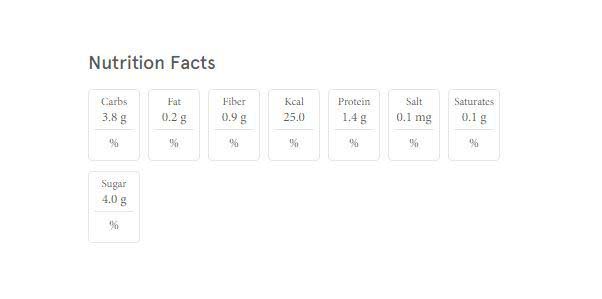 Nutrition Facts
Carbs
3.8 g
%
Fat
0.2 g
%
Fiber
0.9 g
%
Kcal
25.0
%
Protein
1.4 g
%
Salt
0.1 mg
%
Saturates
0.1 g
%
Sugar
4.0 g
%